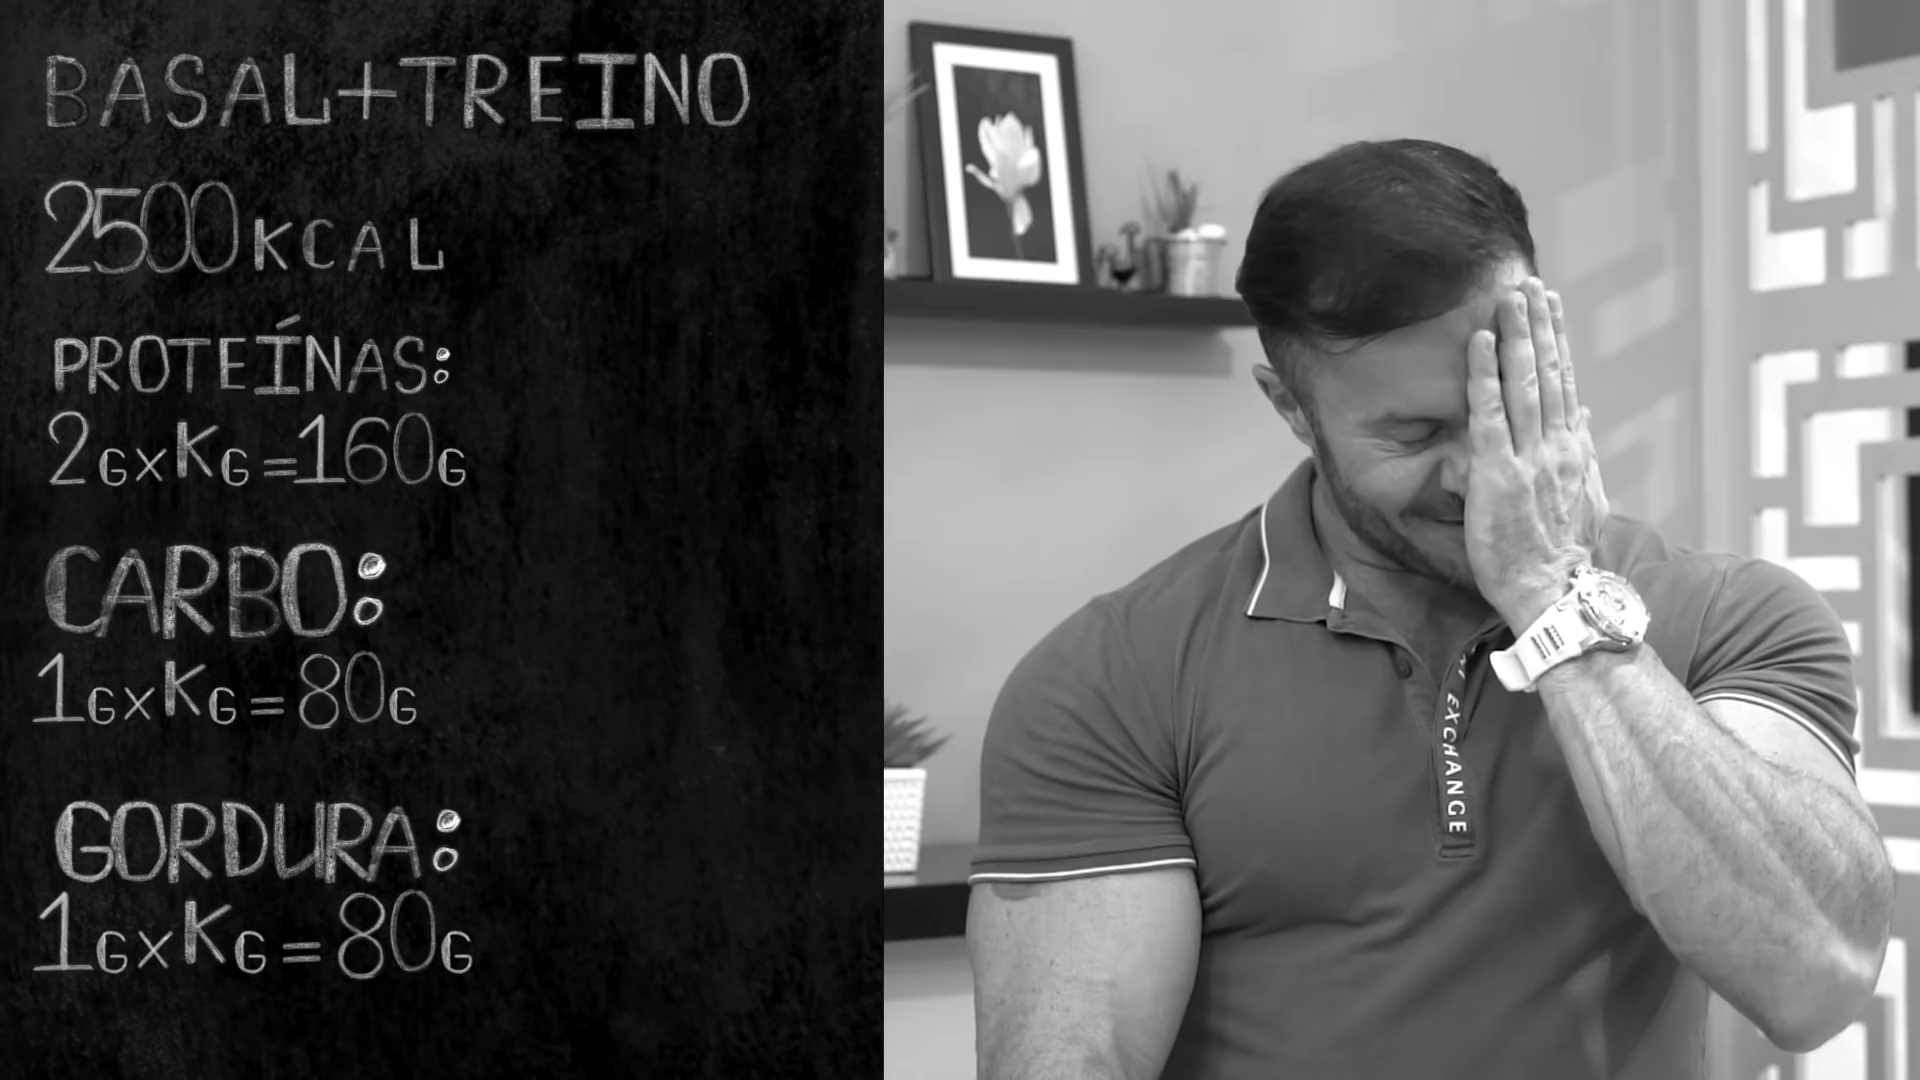 BASAL+TREINO
2500KCAL
PROTEÍNAS:
2GXKG=160G
CARBO:
1GXKG=80G
GORDURA:
1GXKG=80G
EXCHANGE